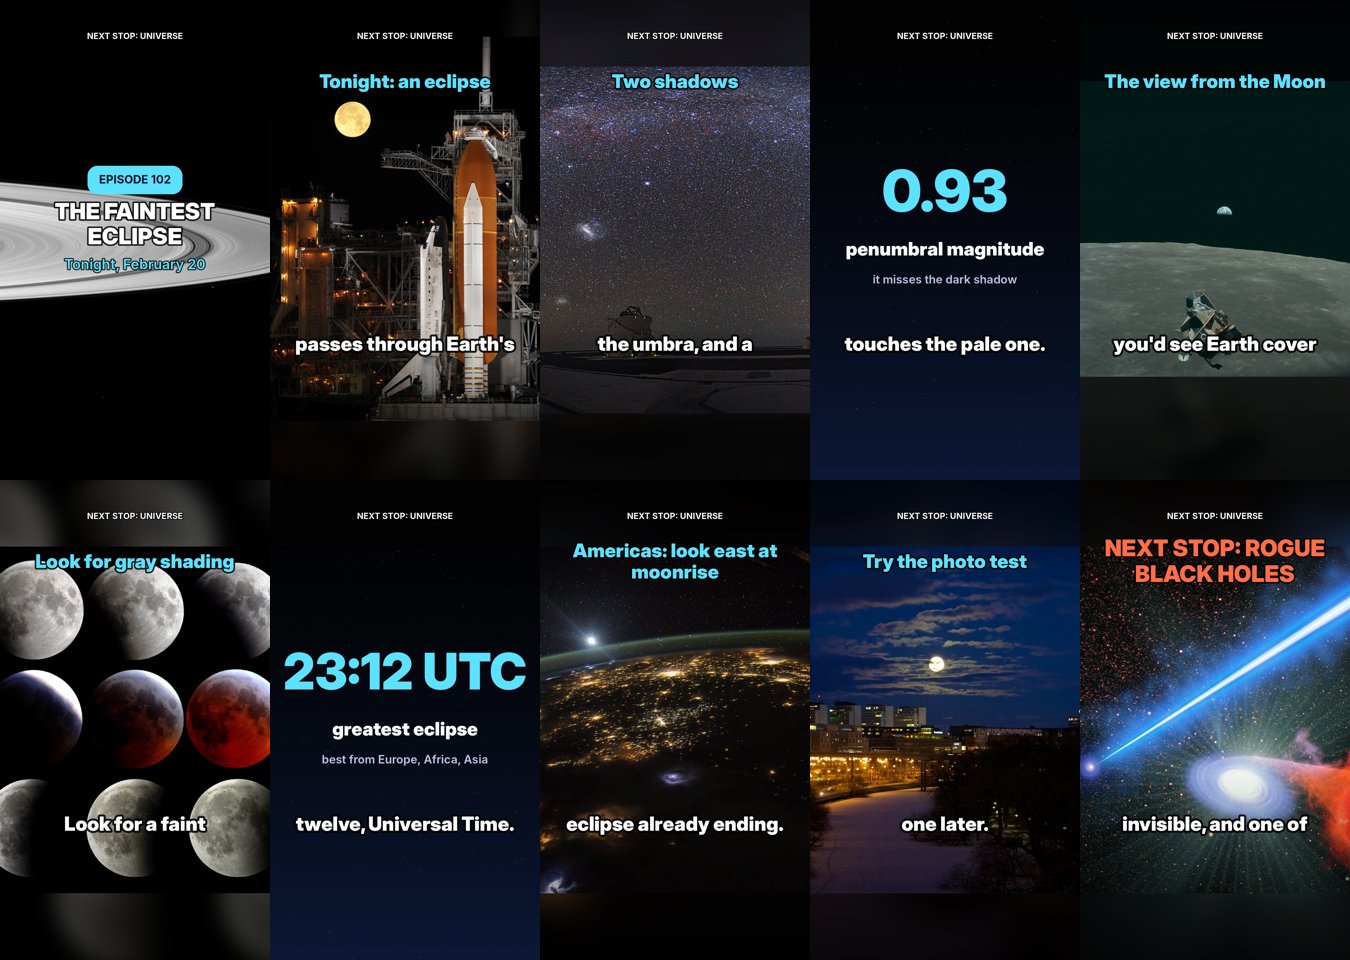 NEXT STOP: UNIVERSE
EPISODE 102
THE FAINTEST
ECLIPSE
Tonight, February 20
NEXT STOP: UNIVERSE
Tonight: an eclipse
passes through Earth's
NEXT STOP: UNIVERSE
Two shadows
the umbra, and a
NEXT STOP: UNIVERSE
0.93
penumbral magnitude
it misses the dark shadow
touches the pale one.
NEXT STOP: UNIVERSE
The view from the Moon
you'd see Earth cover
NEXT STOP: UNIVERSE
Look for gray shading
Look for a faint
NEXT STOP: UNIVERSE
23:12 UTC
greatest eclipse
best from Europe, Africa, Asia
twelve, Universal Time.
NEXT STOP: UNIVERSE
Americas: look east at
moonrise
eclipse already ending.
NEXT STOP: UNIVERSE
Try the photo test
one later.
NEXT STOP: UNIVERSE
NEXT STOP: ROGUE
BLACK HOLES
invisible, and one of